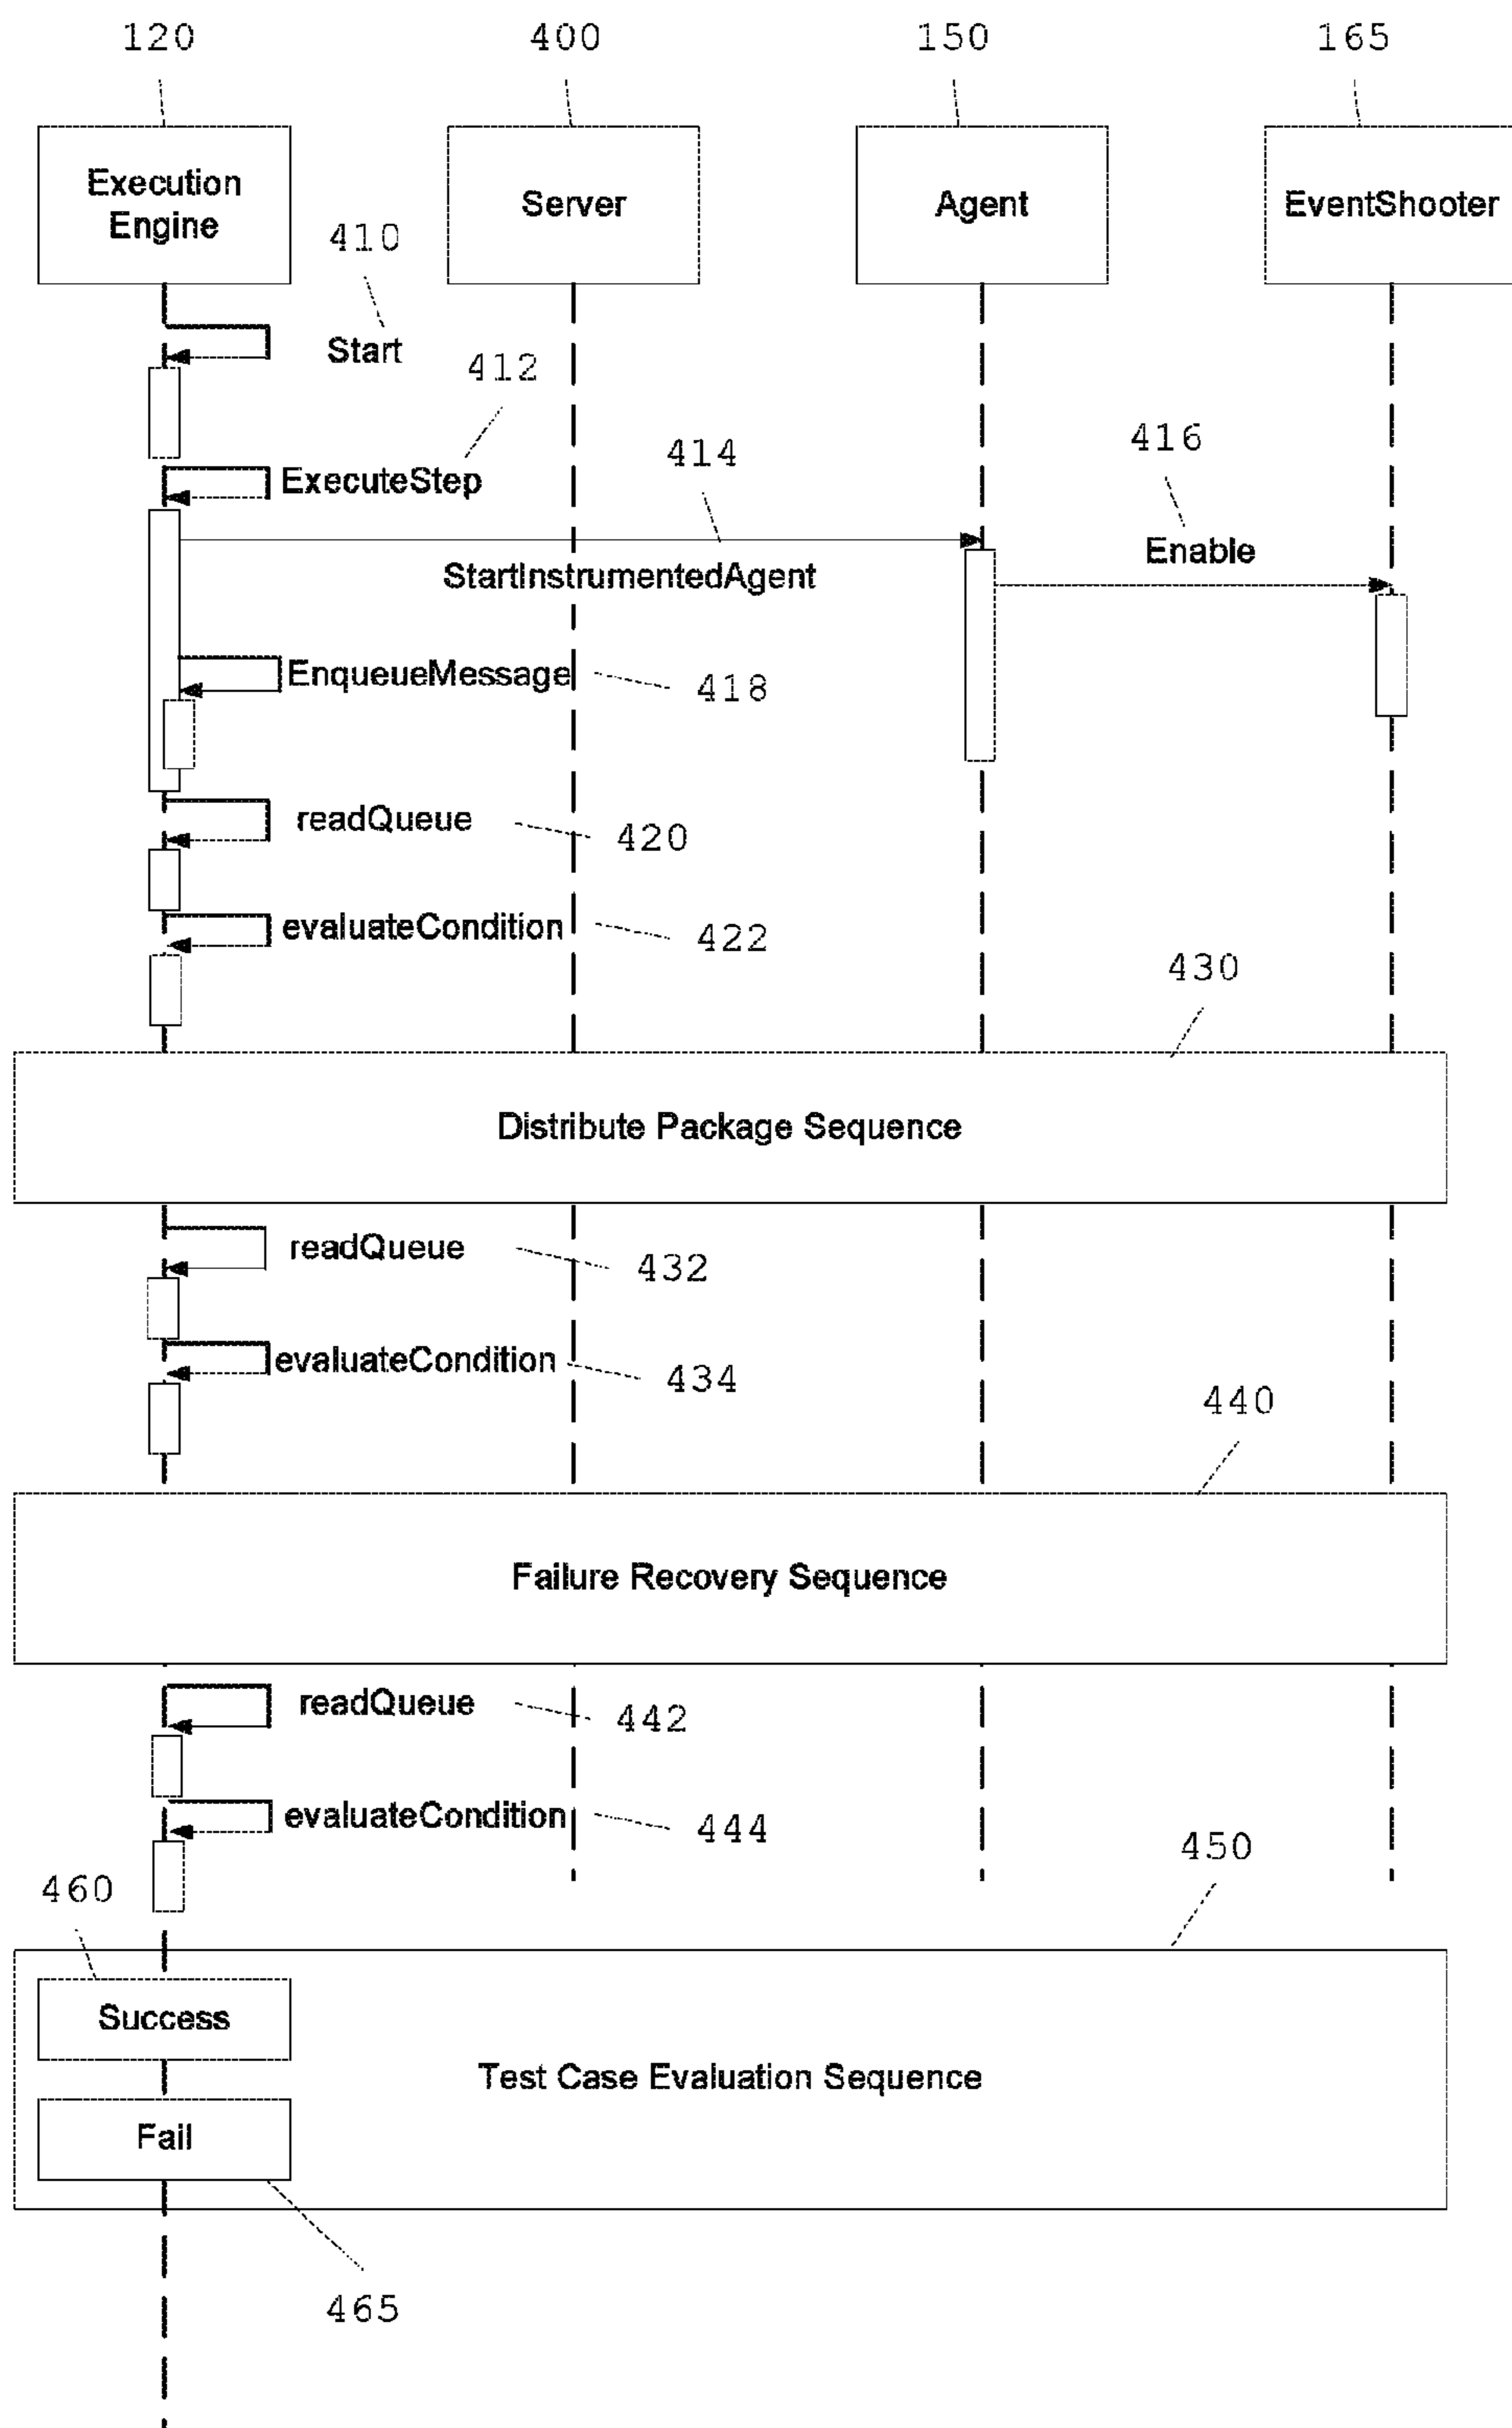 120
400
150
165
Execution
Engine
Server
Agent
EventShooter
410
Start
412
ExecuteStep
414
416
Enable
StartInstrumentedAgent
EnqueueMessage
418
readQueue
420
evaluateCondition
422
430
Distribute Package Sequence
readQueue
432
evaluateCondition
434
440
Failure Recovery Sequence
readQueue
442
evaluateCondition
444
450
460
Success
Test Case Evaluation Sequence
Fail
465